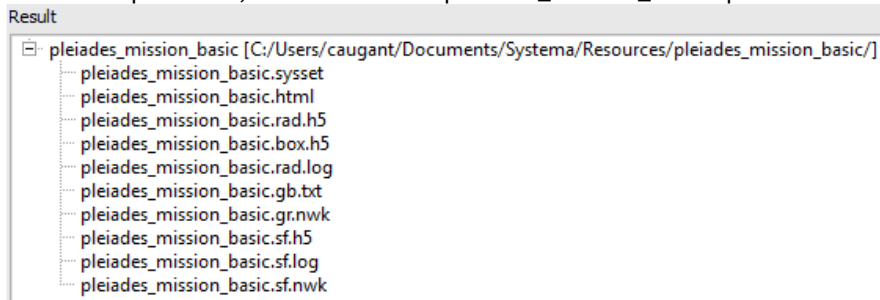 Result
pleiades_mission_basic [C:/Users/caugant/Documents/Systema/Resources/pleiades_mission_basic/]
pleiades_mission_basic.sysset
pleiades_mission_basic.html
pleiades_mission_basic.rad.h5
pleiades_mission_basic.box.h5
pleiades_mission_basic.rad.log
pleiades_mission_basic.gb.txt
pleiades_mission_basic.gr.nwk
pleiades_mission_basic.sf.h5
pleiades_mission_basic.sf.log
pleiades_mission_basic.sf.nwk